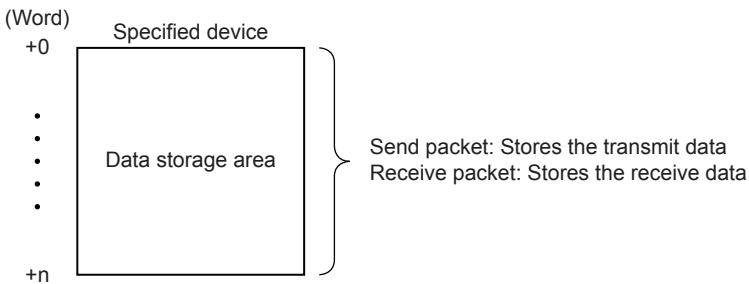 (Word)
Specified device
+0
Data storage area
Send packet: Stores the transmit data
Receive packet: Stores the receive data
+n